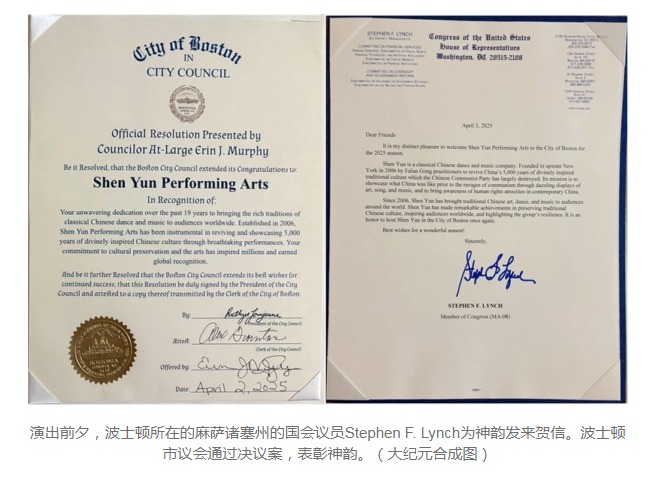 City of Boston
IN
CITY COUNCIL
Official Resolution Presented by
Councilor At-Large Erin J. Murphy
Be it Resolved, that the Boston City Council extended its Congratulations to:
Shen Yun Performing Arts
In Recognition of:
Your unwavering dedication over the past 19 years to bringing the rich traditions of
classical Chinese dance and music to audiences worldwide. Established in 2006,
Shen Yun Performing Arts has been instrumental in reviving and showcasing 5,000
years of divinely inspired Chinese culture through breathtaking performances. Your
commitment to cultural preservation and the arts has inspired millions and earned
global recognition.
And be it further Resolved that the Boston City Council extends its best wishes for
continued success; that this Resolution be duly signed by the President of the City
Council and attested to a copy thereof transmitted by the Clerk of the City of Boston.
By:
President of the City Council
Attest:
Clerk of the City Council
Offered by:
Date: April 2, 2025
STEPHEN F. LYNCH
COMMITTEE ON FINANCIAL SERVICES
COMMITTEE ON OVERSIGHT
AND GOVERNMENT REFORM
Congress of the United States
House of Representatives
Washington, DC 20515-2108
April 3, 2025
Dear Friends
It is my distinct pleasure to welcome Shen Yun Performing Arts to the City of Boston for
the 2025 season.
Shen Yun is a classical Chinese dance and music company. Founded in upstate New
York in 2006 by Falun Gong practitioners to revive China's 5,000 years of divinely inspired
traditional culture which the Chinese Communist Party has largely destroyed. Its mission is to
showcase what China was like prior to the ravages of communism through dazzling displays of
art, song, and music, and to bring awareness of human rights atrocities in contemporary China.
Since 2006, Shen Yun has brought traditional Chinese art, dance, and music to audiences
around the world. Shen Yun has made remarkable achievements in preserving traditional
Chinese culture, inspiring audiences worldwide, and highlighting the group's resilience. It is an
honor to host Shen Yun in the City of Boston once again.
Best wishes for a wonderful season!
Sincerely,
STEPHEN F. LYNCH
Member of Congress (MA-08)
演出前夕，波士顿所在的麻萨诸塞州的国会议员Stephen F. Lynch为神韵发来贺信。波士顿
市议会通过决议案，表彰神韵。（大纪元合成图）